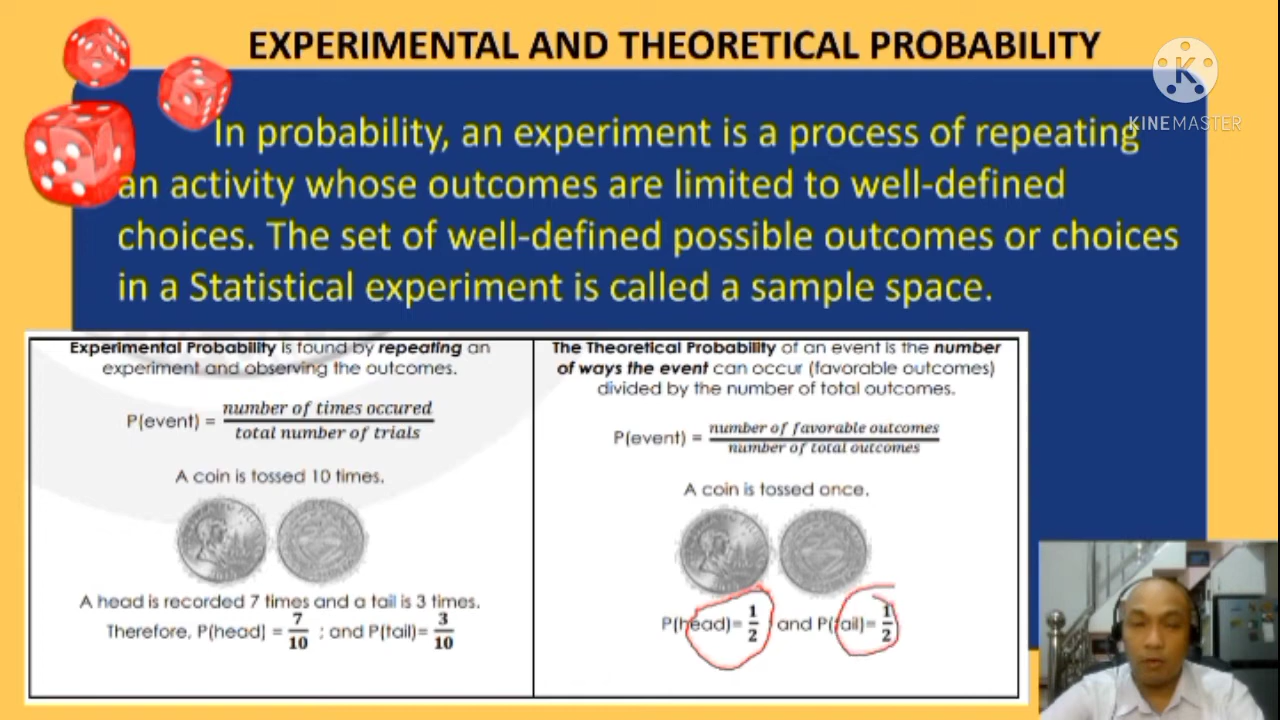 EXPERIMENTAL AND THEORETICAL PROBABILITY
K
KINEMASTER
In probability, an experiment is a process of repeating
an activity whose outcomes are limited to well-defined
choices. The set of well-defined possible outcomes or choices
in a Statistical experiment is called a sample space.
Experimental Probability is found by repeating an
experiment and observing the outcomes.
P(event) = number of times occured / total number of trials
A coin is tossed 10 times.
A head is recorded 7 times and a tail is 3 times.
Therefore, P(head) = 7/10 ; and P(tail)= 3/10
The Theoretical Probability of an event is the number
of ways the event can occur (favorable outcomes)
divided by the number of total outcomes.
P(event) = number of favorable outcomes / number of total outcomes
A coin is tossed once.
P(head)= 1/2 ; and P(tail)= 1/2